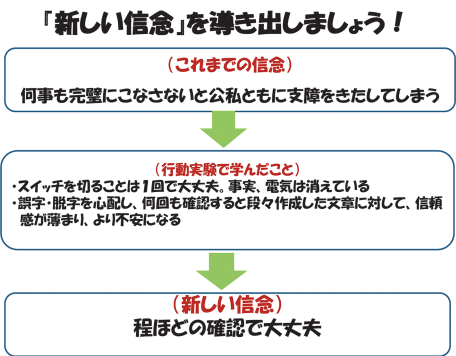 『新しい信念』を導き出しましょう！
（これまでの信念）
何事も完璧にこなさないと公私ともに支障をきたしてしまう
（行動実験で学んだこと）
・スイッチを切ることは１回で大丈夫。事実、電気は消えている
・誤字・脱字を心配し、何回も確認すると段々作成した文章に対して、信頼
感が薄まり、より不安になる
（新しい信念）
程ほどの確認で大丈夫